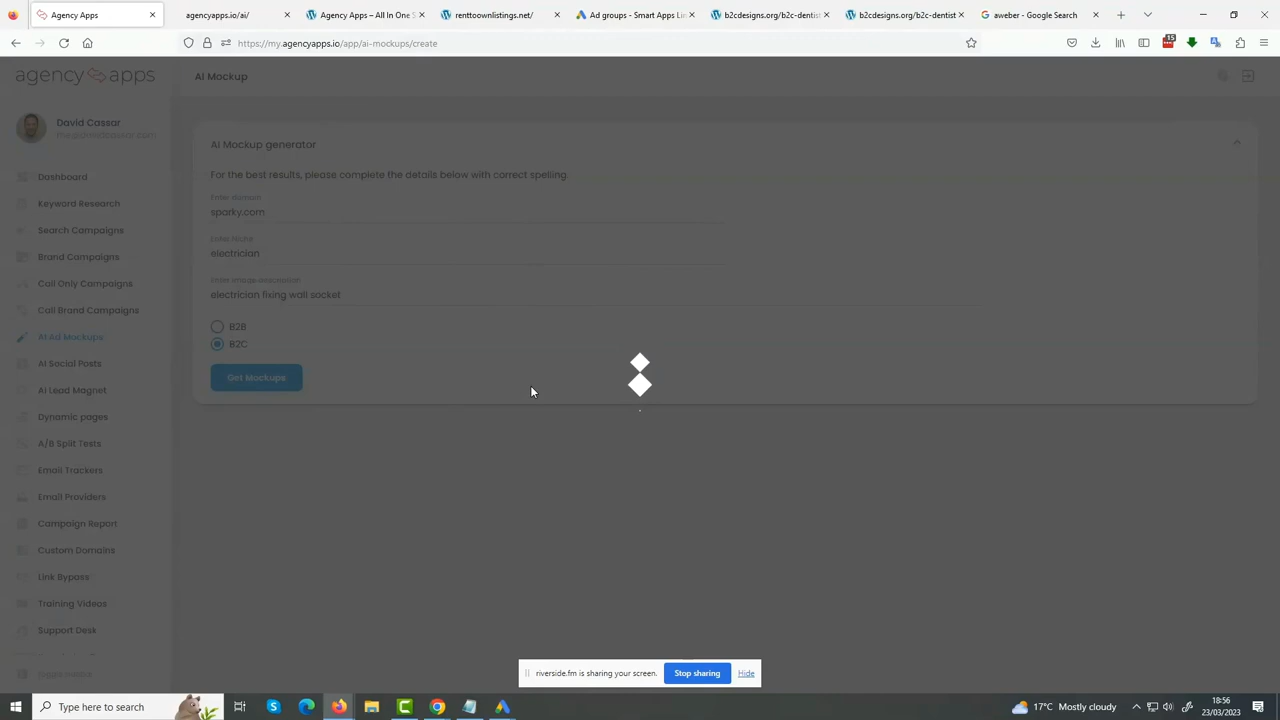 Agency Apps
agencyapps.io/ai/
Agency Apps – All In One S
renttoownlistings.net/
Ad groups - Smart Apps Li
b2cdesigns.org/b2c-dentist
aweber - Google Search
https://my.agencyapps.io/app/ai-mockups/create
15
agency apps
AI Mockup
David Cassar
Dashboard
Keyword Research
Search Campaigns
Brand Campaigns
Call Only Campaigns
Call Brand Campaigns
AI Ad Mockups
AI Social Posts
AI Lead Magnet
Dynamic pages
A/B Split Tests
Email Trackers
Email Providers
Campaign Report
Custom Domains
Link Bypass
Training Videos
Support Desk
Ai Mockup generator
For the best results, please complete the details below with correct spelling.
Enter domain
sparky.com
Enter Niche
electrician
Enter image description
electrician fixing wall socket
B2B
B2C
Get Mockups
riverside.fm is sharing your screen.
Stop sharing
Hide
Type here to search
17°C Mostly cloudy
18:56
23/03/2023